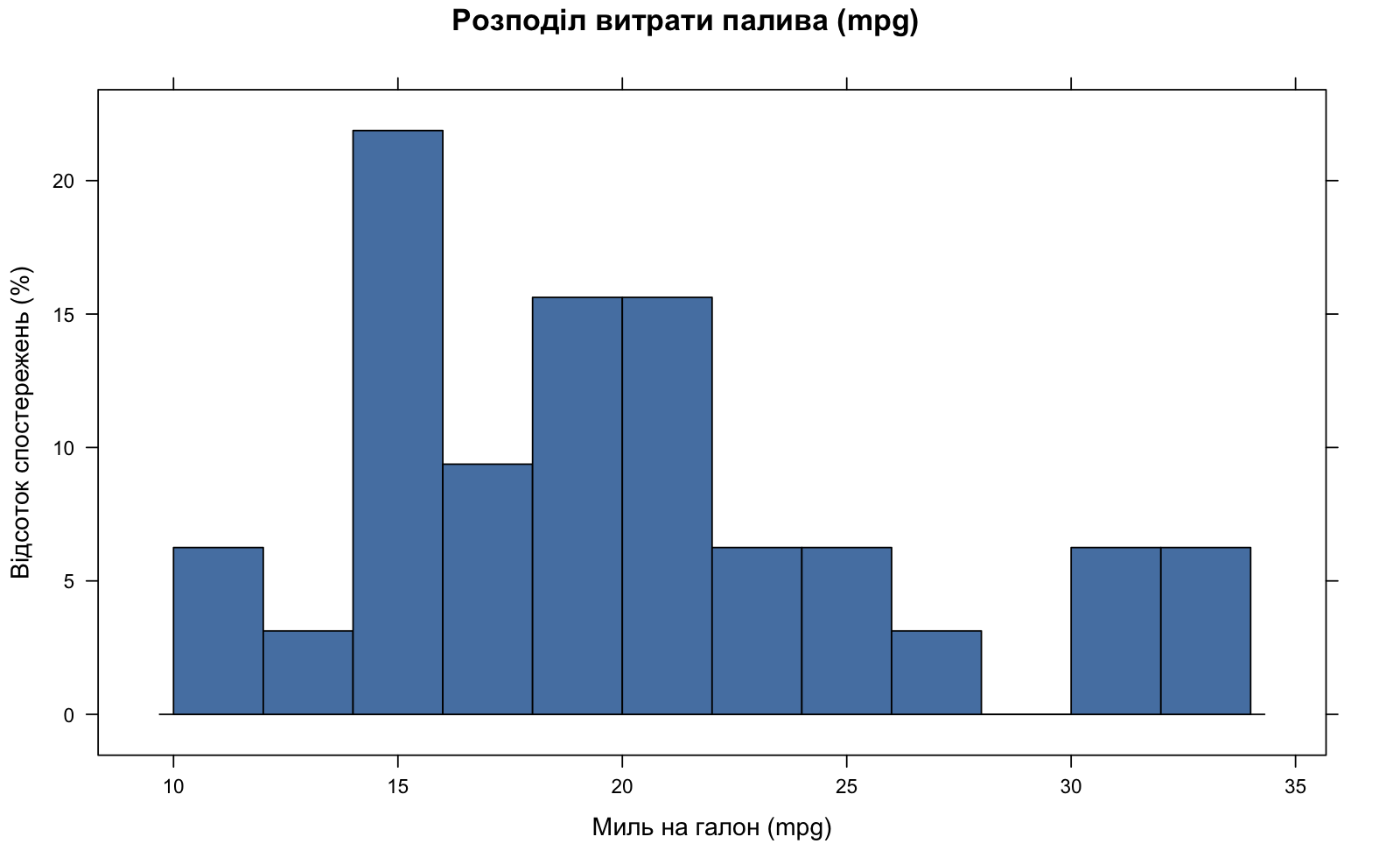 Розподіл витрати палива (mpg)
Відсоток спостережень (%)
20
15
10
5
0
10 15 20 25 30 35
Миль на галон (mpg)